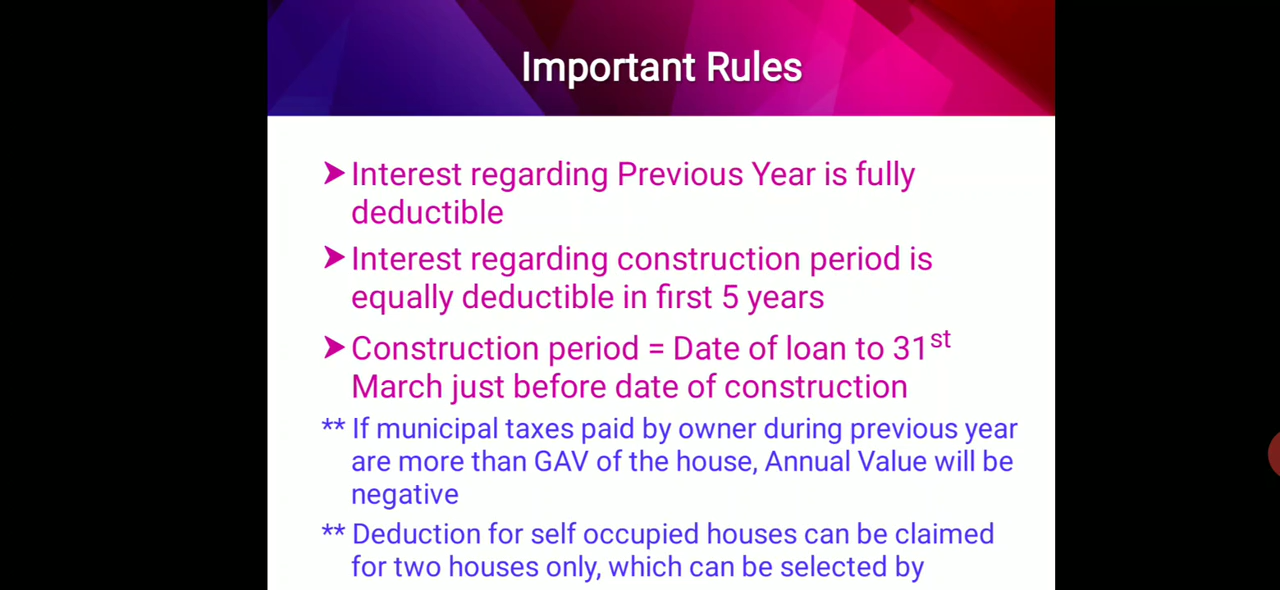 Important Rules
➤ Interest regarding Previous Year is fully
deductible
➤ Interest regarding construction period is
equally deductible in first 5 years
➤ Construction period = Date of loan to 31st
March just before date of construction
** If municipal taxes paid by owner during previous year
are more than GAV of the house, Annual Value will be
negative
** Deduction for self occupied houses can be claimed
for two houses only, which can be selected by